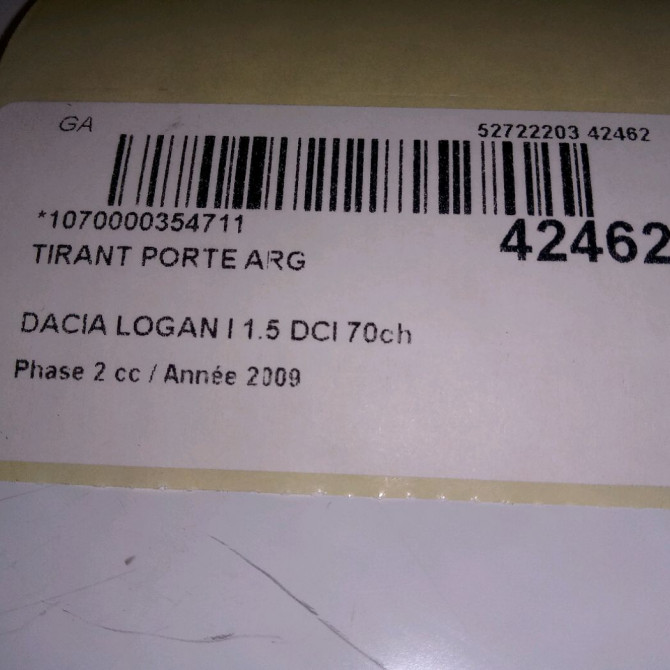 GA
52722203 42462
*1070000354711
42462
TIRANT PORTE ARG
DACIA LOGAN I 1.5 DCI 70ch
Phase 2 cc / Année 2009